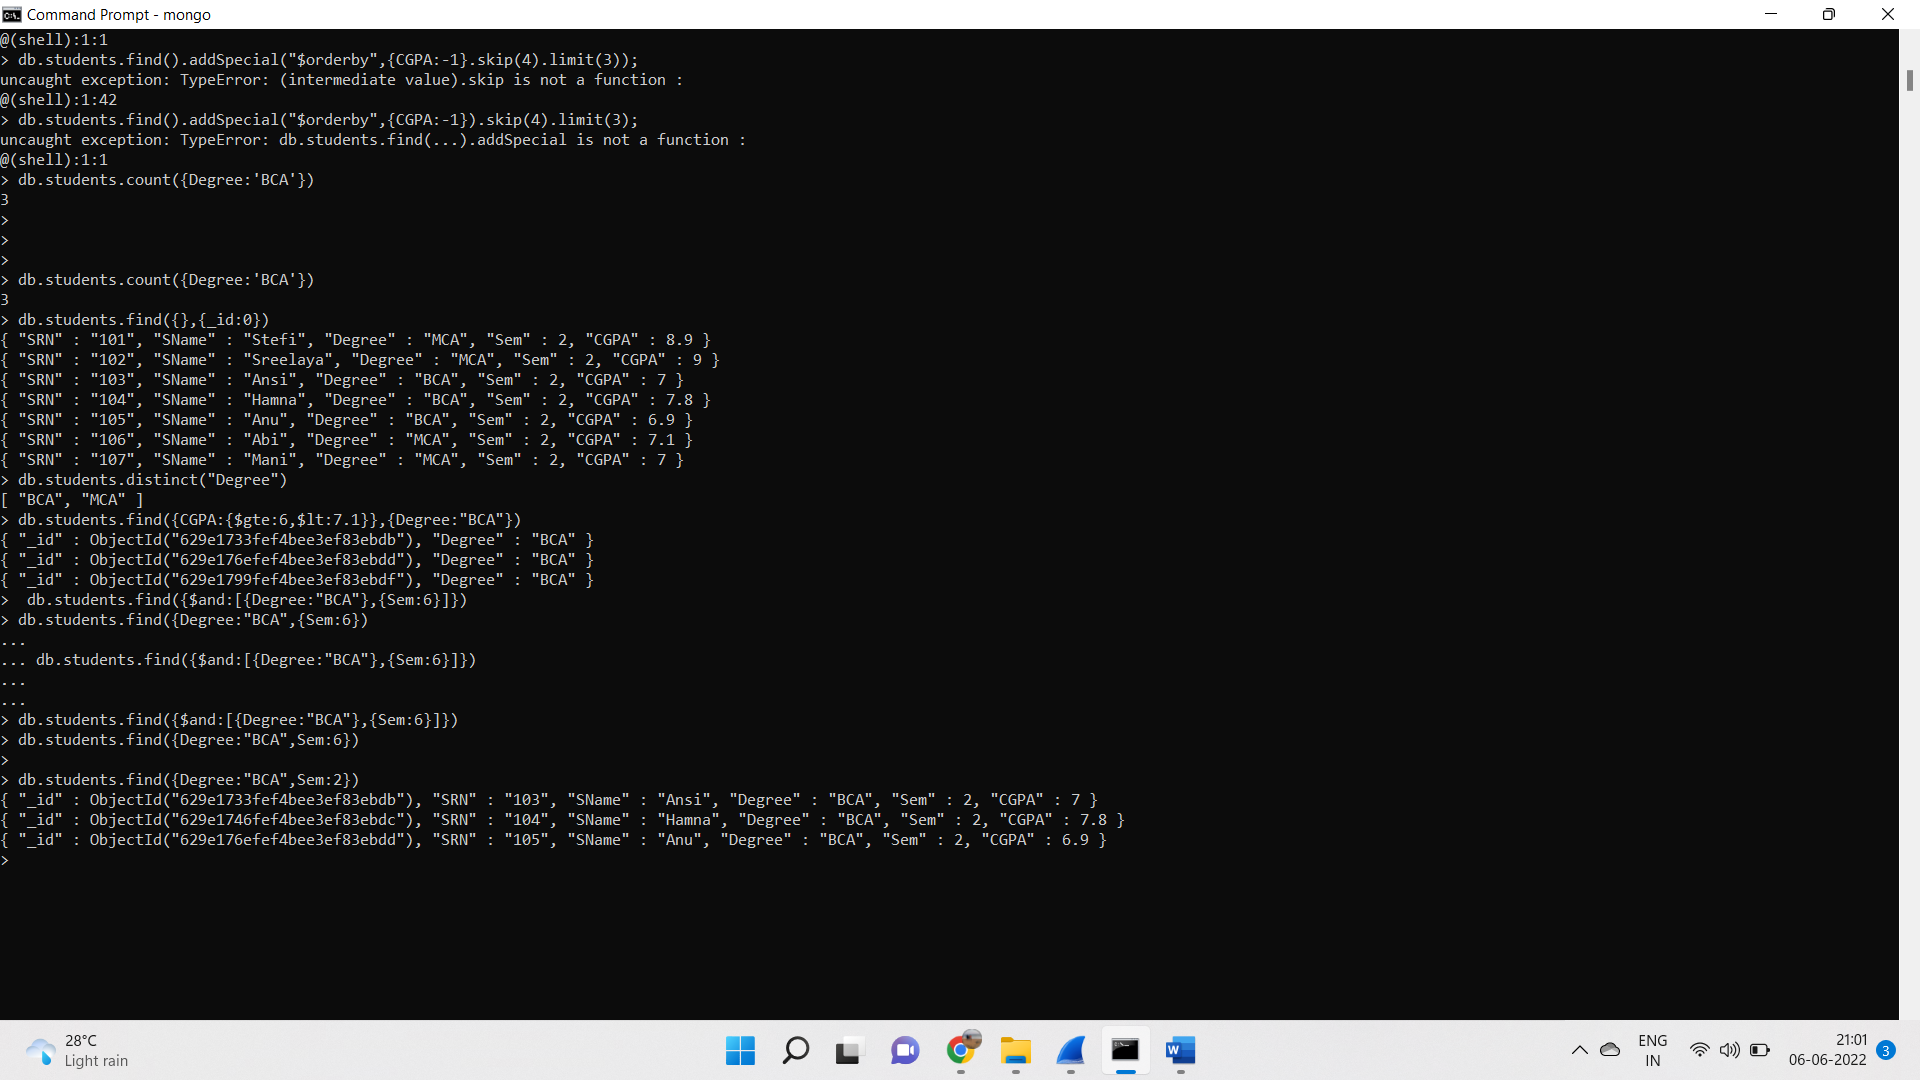 Command Prompt - mongo
@(shell):1:1
> db.students.find().addSpecial("$orderby",{CGPA:-1}.skip(4).limit(3));
uncaught exception: TypeError: (intermediate value).skip is not a function :
@(shell):1:42
> db.students.find().addSpecial("$orderby",{CGPA:-1}).skip(4).limit(3);
uncaught exception: TypeError: db.students.find(...).addSpecial is not a function :
@(shell):1:1
> db.students.count({Degree:'BCA'})
3
>
>
>
> db.students.count({Degree:'BCA'})
3
> db.students.find({},{_id:0})
{ "SRN" : "101", "SName" : "Stefi", "Degree" : "MCA", "Sem" : 2, "CGPA" : 8.9 }
{ "SRN" : "102", "SName" : "Sreelaya", "Degree" : "MCA", "Sem" : 2, "CGPA" : 9 }
{ "SRN" : "103", "SName" : "Ansi", "Degree" : "BCA", "Sem" : 2, "CGPA" : 7 }
{ "SRN" : "104", "SName" : "Hamna", "Degree" : "BCA", "Sem" : 2, "CGPA" : 7.8 }
{ "SRN" : "105", "SName" : "Anu", "Degree" : "BCA", "Sem" : 2, "CGPA" : 6.9 }
{ "SRN" : "106", "SName" : "Abi", "Degree" : "MCA", "Sem" : 2, "CGPA" : 7.1 }
{ "SRN" : "107", "SName" : "Mani", "Degree" : "MCA", "Sem" : 2, "CGPA" : 7 }
> db.students.distinct("Degree")
[ "BCA", "MCA" ]
> db.students.find({CGPA:{$gte:6,$lt:7.1}},{Degree:"BCA"})
{ "_id" : ObjectId("629e1733fef4bee3ef83ebdb"), "Degree" : "BCA" }
{ "_id" : ObjectId("629e176efef4bee3ef83ebdd"), "Degree" : "BCA" }
{ "_id" : ObjectId("629e1799fef4bee3ef83ebdf"), "Degree" : "BCA" }
>  db.students.find({$and:[{Degree:"BCA"},{Sem:6}]})
> db.students.find({Degree:"BCA",{Sem:6})
...
... db.students.find({$and:[{Degree:"BCA"},{Sem:6}]})
...
...
> db.students.find({$and:[{Degree:"BCA"},{Sem:6}]})
> db.students.find({Degree:"BCA",Sem:6})
>
> db.students.find({Degree:"BCA",Sem:2})
{ "_id" : ObjectId("629e1733fef4bee3ef83ebdb"), "SRN" : "103", "SName" : "Ansi", "Degree" : "BCA", "Sem" : 2, "CGPA" : 7 }
{ "_id" : ObjectId("629e1746fef4bee3ef83ebdc"), "SRN" : "104", "SName" : "Hamna", "Degree" : "BCA", "Sem" : 2, "CGPA" : 7.8 }
{ "_id" : ObjectId("629e176efef4bee3ef83ebdd"), "SRN" : "105", "SName" : "Anu", "Degree" : "BCA", "Sem" : 2, "CGPA" : 6.9 }
>
28°C
Light rain
ENG
IN
21:01
06-06-2022
3